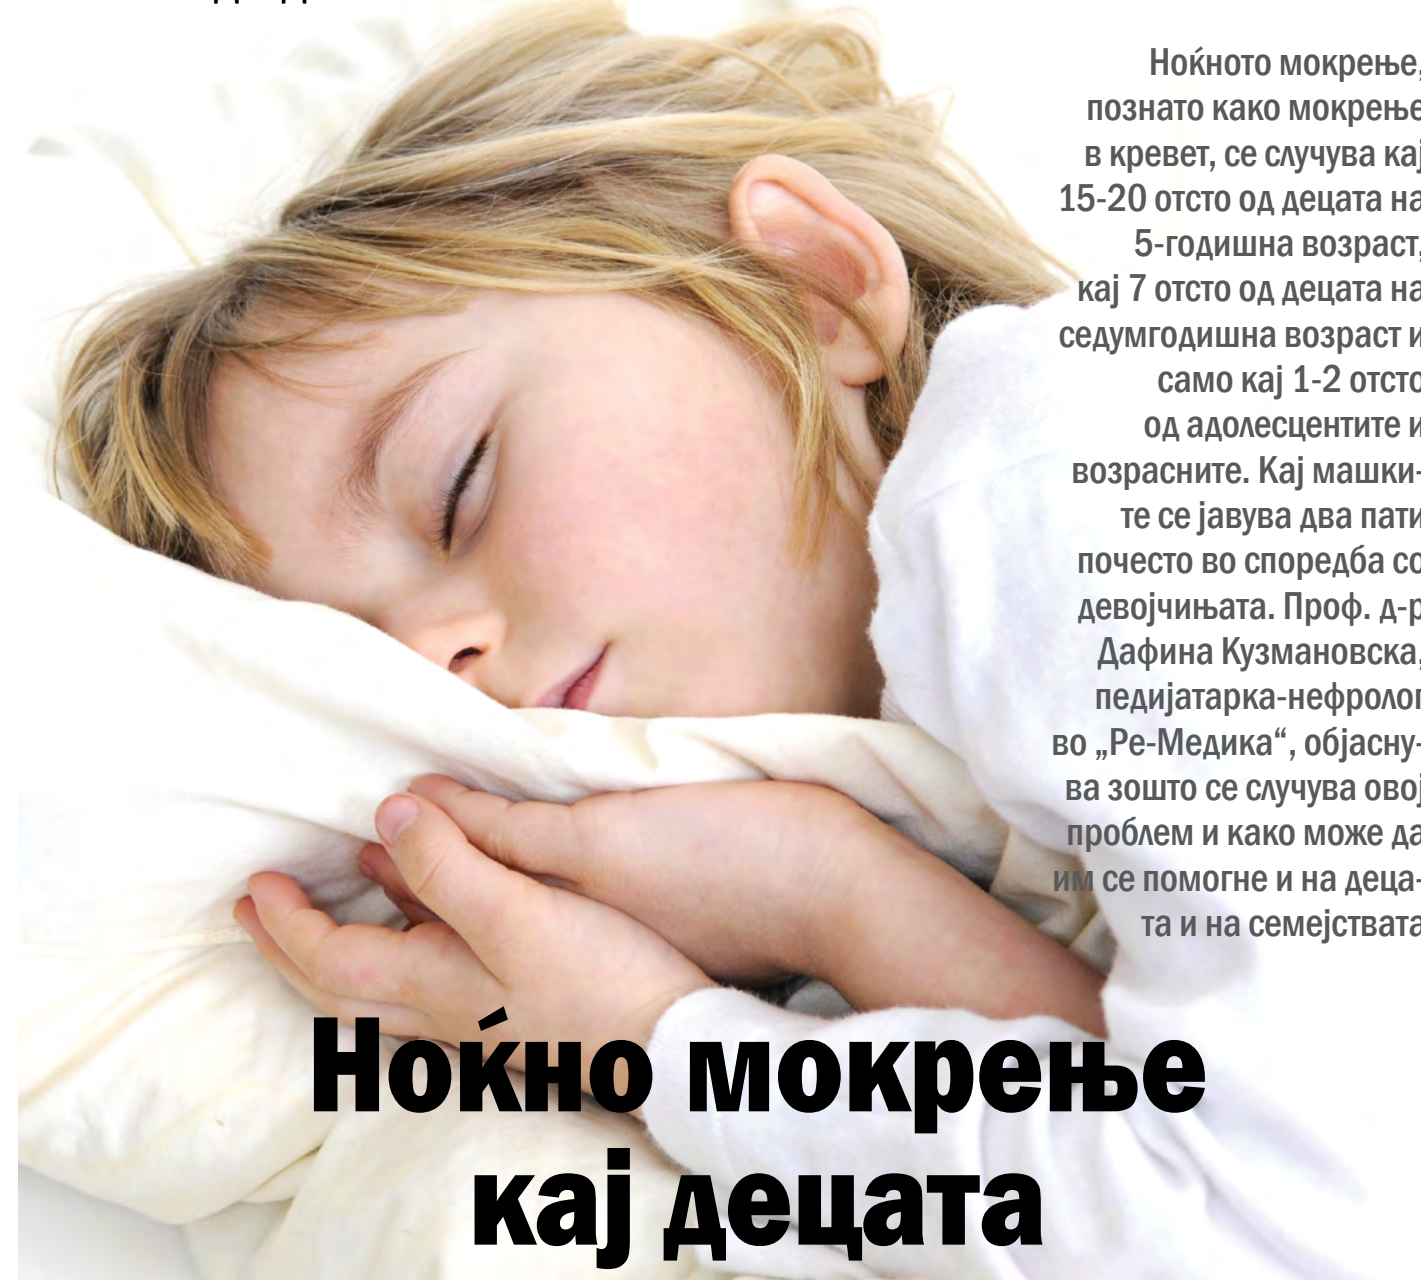 Ноќното мокрење,
познато како мокрење
в кревет, се случува кај
15-20 отсто од децата на
5-годишна возраст,
кај 7 отсто од децата на
седумгодишна возраст и
само кај 1-2 отсто
од адолесцентите и
возрасните. Кај машки-
те се јавува два пати
почесто во споредба со
девојчињата. Проф. д-р
Дафина Кузмановска,
педијатарка-нефролог
во „Ре-Медика“, објасну-
ва зошто се случува овој
проблем и како може да
им се помогне и на деца-
та и на семејствата
Ноќно мокрење
кај децата